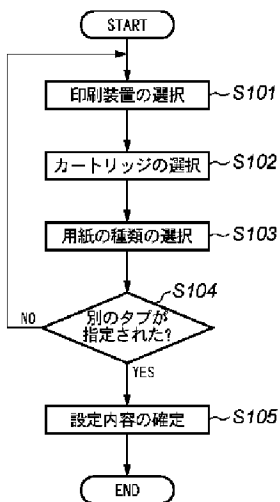 START
印刷装置の選択 S101
カートリッジの選択 S102
用紙の種類の選択 S103
S104
別のタブが
指定された?
NO
YES
設定内容の確定 S105
END